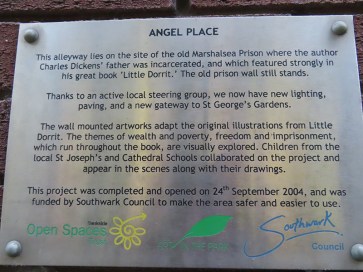 ANGEL PLACE
This alleyway lies on the site of the old Marshalsea Prison where the author
Charles Dickens' father was incarcerated, and which featured strongly in
his great book 'Little Dorrit.' The old prison wall still stands.
Thanks to an active local steering group, we now have new lighting,
paving, and a new gateway to St George's Gardens.
The wall mounted artworks adapt the original illustrations from Little
Dorrit. The themes of wealth and poverty, freedom and imprisonment,
which run throughout the book, are visually explored. Children from the
local St Joseph's and Cathedral Schools collaborated on the project and
appear in the scenes along with their drawings.
This project was completed and opened on 24th September 2004, and was
funded by Southwark Council to make the area safer and easier to use.
Open Spaces
Southwark
Council